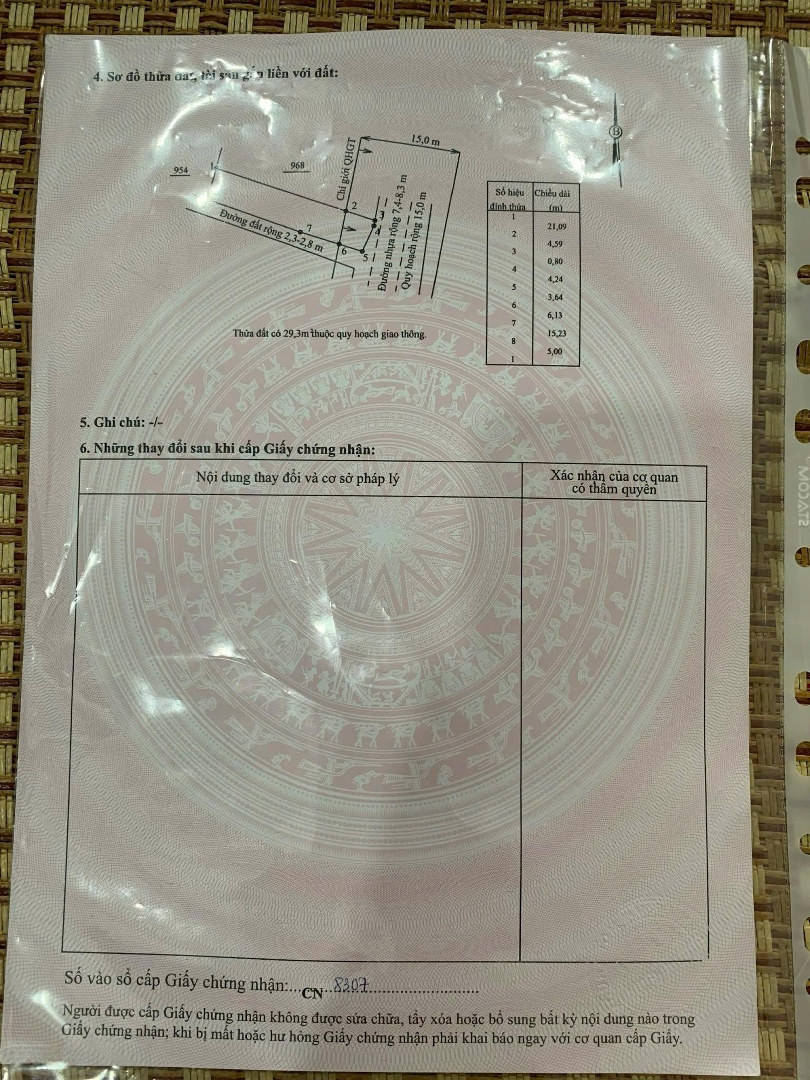 4. Sơ đồ thửa đất, tài sản gắn liền với đất:
B
15,0 m
Chỉ giới QHGT
954
1
968
2
3
4
5
6
7
Đường đất rộng 2,3-2,8 m
Đường nhựa rộng 7,4-8,3 m
Quy hoạch rộng 15,0 m
Số hiệu đỉnh thửa
Chiều dài (m)
1
21,09
2
4,59
3
0,80
4
4,24
5
3,64
6
6,13
7
15,23
8
5,00
1
Thửa đất có 29,3m² thuộc quy hoạch giao thông.
5. Ghi chú: -/-
6. Những thay đổi sau khi cấp Giấy chứng nhận:
Nội dung thay đổi và cơ sở pháp lý
Xác nhận của cơ quan
có thẩm quyền
Số vào sổ cấp Giấy chứng nhận:...CN..8307..........................
Người được cấp Giấy chứng nhận không được sửa chữa, tẩy xóa hoặc bổ sung bất kỳ nội dung nào trong
Giấy chứng nhận; khi bị mất hoặc hư hỏng Giấy chứng nhận phải khai báo ngay với cơ quan cấp Giấy.